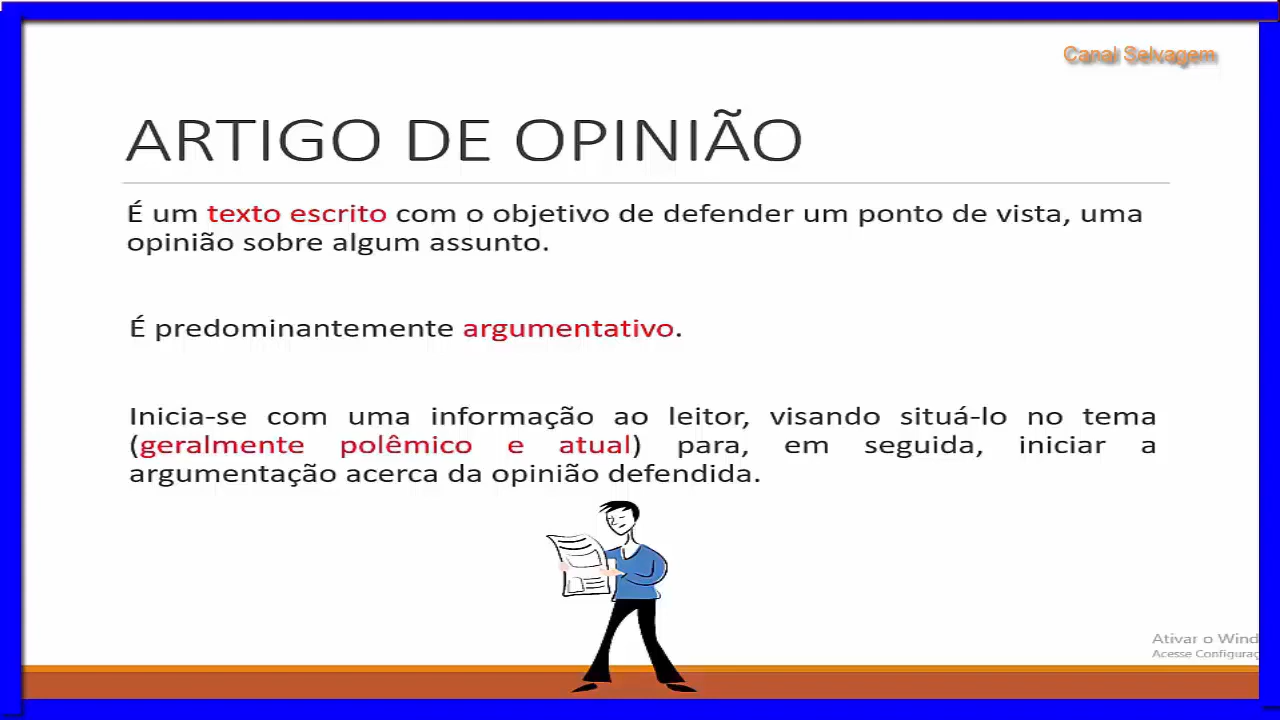 Canal Selvagem
ARTIGO DE OPINIÃO
É um texto escrito com o objetivo de defender um ponto de vista, uma
opinião sobre algum assunto.
É predominantemente argumentativo.
Inicia-se com uma informação ao leitor, visando situá-lo no tema
(geralmente polêmico e atual) para, em seguida, iniciar a
argumentação acerca da opinião defendida.
Ativar o Wind
Acesse Configuraç